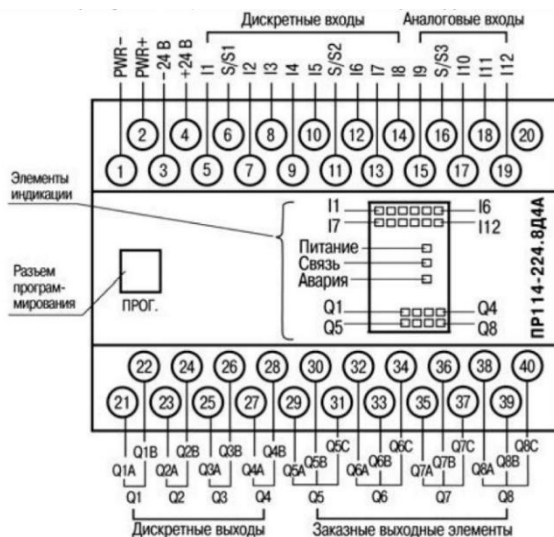 Дискретные входы Аналоговые входы
PWR- PWR+ -24 В +24 В I1 S/S1 I2 I3 I4 I5 S/S2 I6 I7 I8 I9 S/S3 I10 I11 I12
2 4 6 8 10 12 14 16 18 20
1 3 5 7 9 11 13 15 17 19
Элементы
индикации
I1 I6
I7 I12
Питание
Связь
Авария
Разъем
програм-
мирования
ПРОГ.
Q1 Q4
Q5 Q8
ПР114-224.8Д4А
22 24 26 28 30 32 34 36 38 40
21 23 25 27 29 31 33 35 37 39
Q1B Q2B Q3B Q4B Q5C Q6C Q7C Q8C
Q5B Q6B Q7B Q8B
Q1A Q2A Q3A Q4A Q5A Q6A Q7A Q8A
Q1 Q2 Q3 Q4 Q5 Q6 Q7 Q8
Дискретные выходы Заказные выходные элементы